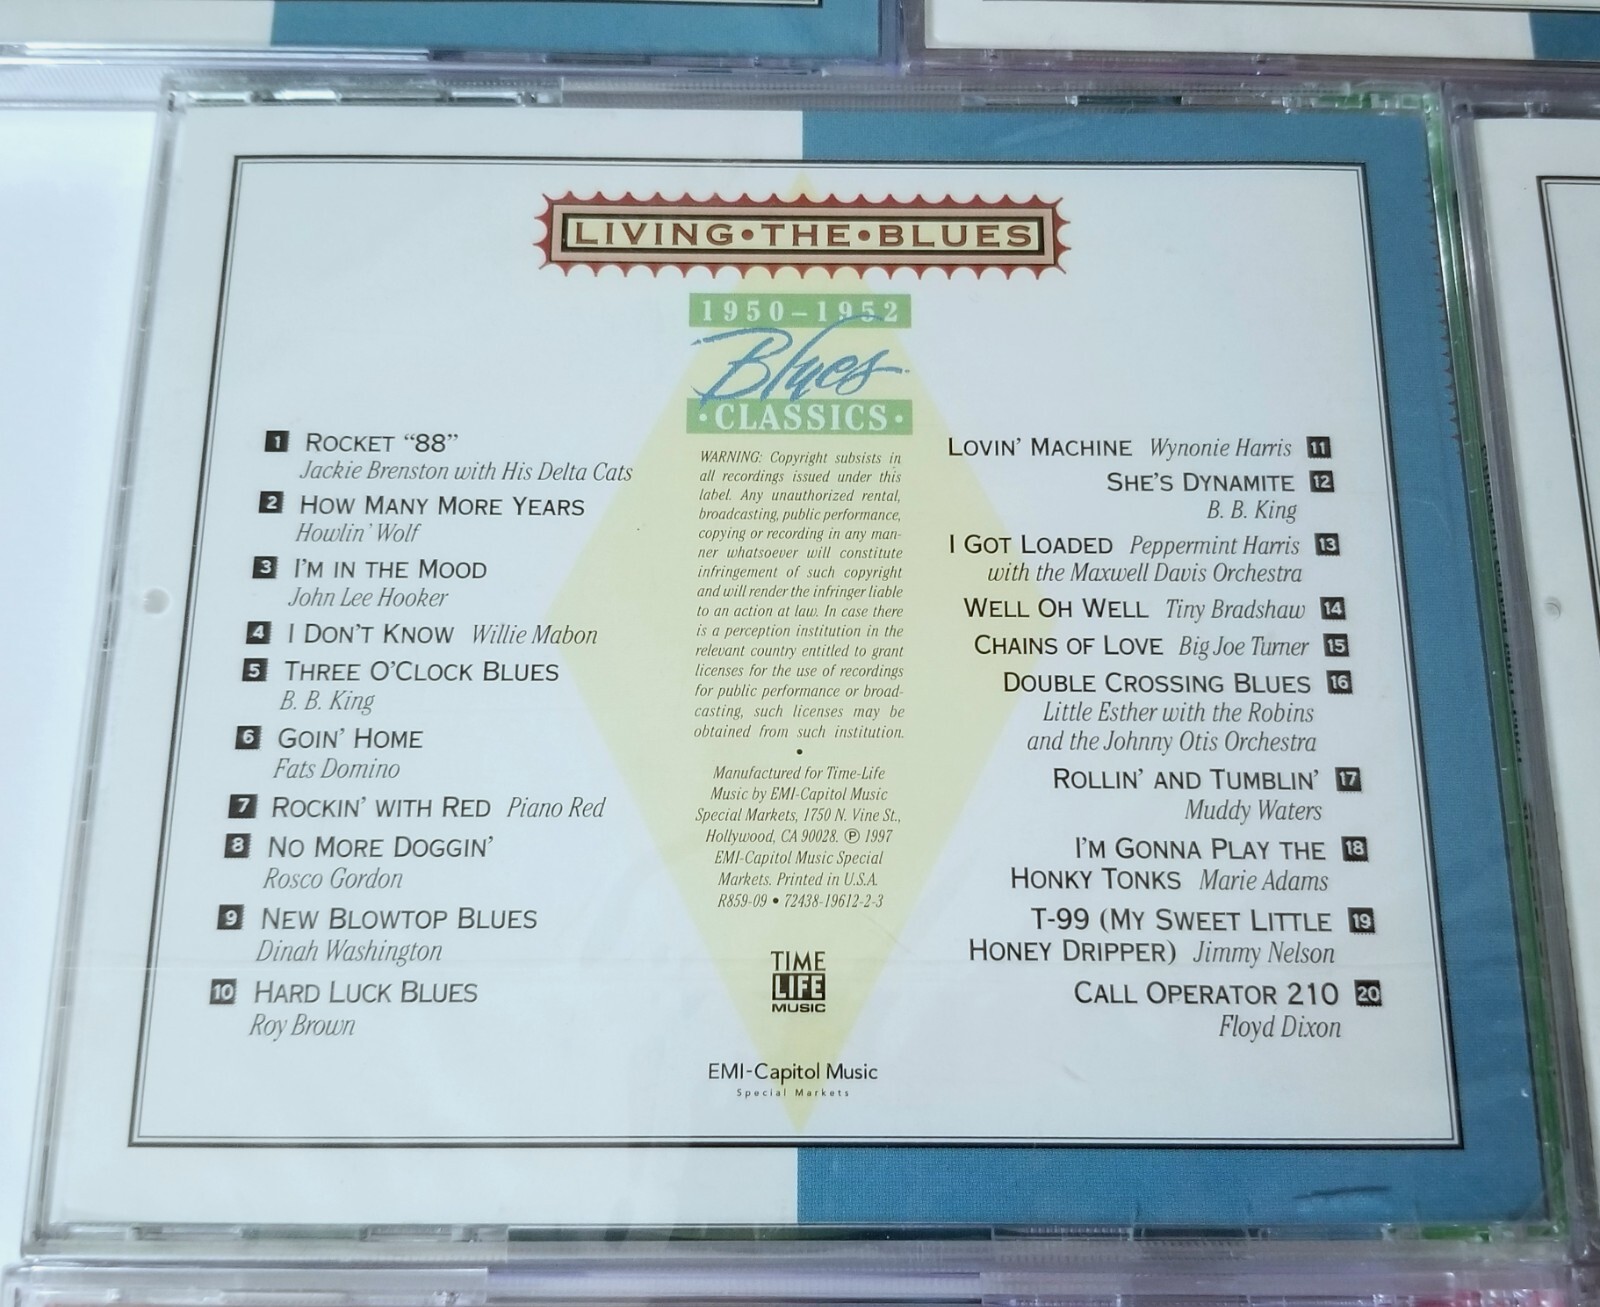 LIVING • THE • BLUES
1950–1952
Blues
• CLASSICS •
1 ROCKET “88”
Jackie Brenston with His Delta Cats
2 HOW MANY MORE YEARS
Howlin’ Wolf
3 I’M IN THE MOOD
John Lee Hooker
4 I DON’T KNOW Willie Mabon
5 THREE O’CLOCK BLUES
B. B. King
6 GOIN’ HOME
Fats Domino
7 ROCKIN’ WITH RED Piano Red
8 NO MORE DOGGIN’
Rosco Gordon
9 NEW BLOWTOP BLUES
Dinah Washington
10 HARD LUCK BLUES
Roy Brown
WARNING: Copyright subsists in
all recordings issued under this
label. Any unauthorized rental,
broadcasting, public performance,
copying or recording in any man-
ner whatsoever will constitute
infringement of such copyright
and will render the infringer liable
to an action at law. In case there
is a perception institution in the
relevant country entitled to grant
licenses for the use of recordings
for public performance or broad-
casting, such licenses may be
obtained from such institution.
•
Manufactured for Time-Life
Music by EMI-Capitol Music
Special Markets, 1750 N. Vine St.,
Hollywood, CA 90028. ℗ 1997
EMI-Capitol Music Special
Markets. Printed in U.S.A.
R859-09 • 72438-19612-2-3
TIME
LIFE
MUSIC
EMI-Capitol Music
Special Markets
LOVIN’ MACHINE Wynonie Harris 11
SHE’S DYNAMITE 12
B. B. King
I GOT LOADED Peppermint Harris 13
with the Maxwell Davis Orchestra
WELL OH WELL Tiny Bradshaw 14
CHAINS OF LOVE Big Joe Turner 15
DOUBLE CROSSING BLUES 16
Little Esther with the Robins
and the Johnny Otis Orchestra
ROLLIN’ AND TUMBLIN’ 17
Muddy Waters
I’M GONNA PLAY THE 18
HONKY TONKS Marie Adams
T-99 (MY SWEET LITTLE 19
HONEY DRIPPER) Jimmy Nelson
CALL OPERATOR 210 20
Floyd Dixon